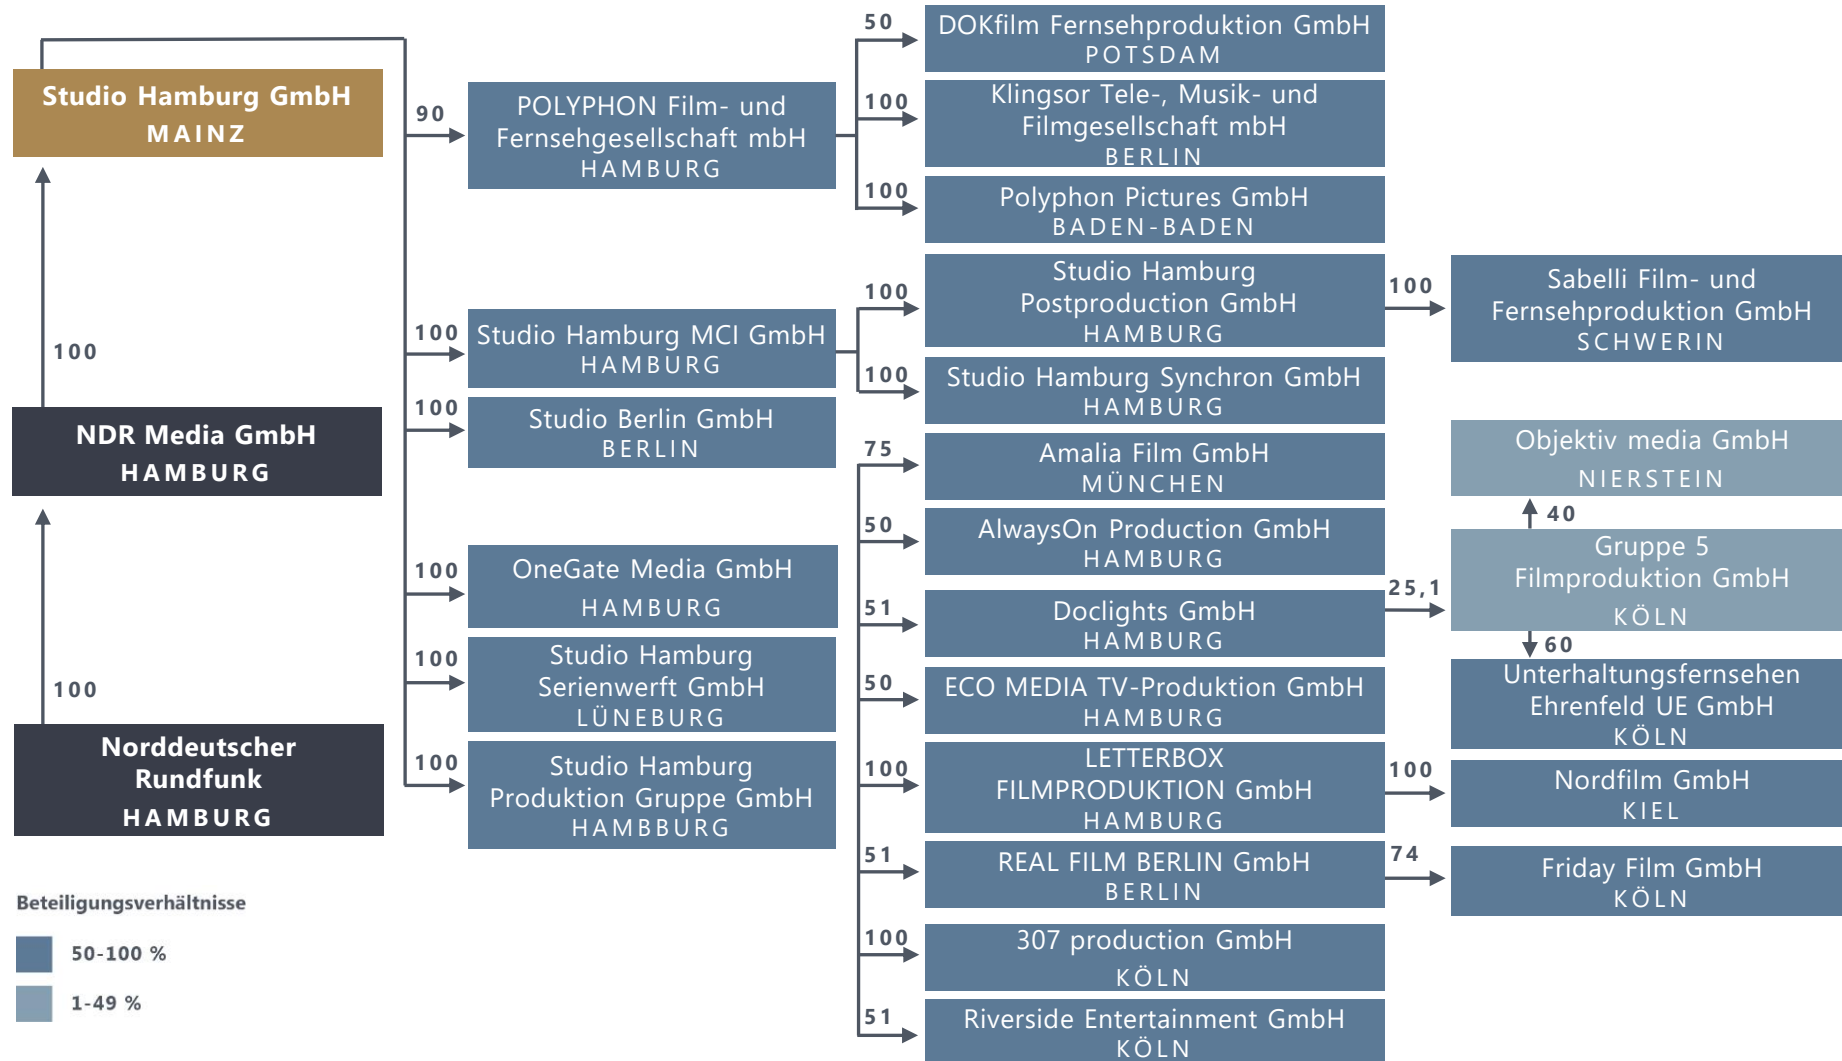 Studio Hamburg GmbH
MAINZ
100
NDR Media GmbH
HAMBURG
100
Norddeutscher
Rundfunk
HAMBURG
Beteiligungsverhältnisse
50-100 %
1-49 %
90
POLYPHON Film- und
Fernsehgesellschaft mbH
HAMBURG
100
Studio Hamburg MCI GmbH
HAMBURG
100
Studio Berlin GmbH
BERLIN
100
OneGate Media GmbH
HAMBURG
100
Studio Hamburg
Serienwerft GmbH
LÜNEBURG
100
Studio Hamburg
Produktion Gruppe GmbH
HAMBBURG
50
DOKfilm Fernsehproduktion GmbH
POTSDAM
100
Klingsor Tele-, Musik- und
Filmgesellschaft mbH
BERLIN
100
Polyphon Pictures GmbH
BADEN-BADEN
100
Studio Hamburg
Postproduction GmbH
HAMBURG
100
Studio Hamburg Synchron GmbH
HAMBURG
75
Amalia Film GmbH
MÜNCHEN
50
AlwaysOn Production GmbH
HAMBURG
51
Doclights GmbH
HAMBURG
50
ECO MEDIA TV-Produktion GmbH
HAMBURG
100
LETTERBOX
FILMPRODUKTION GmbH
HAMBURG
51
REAL FILM BERLIN GmbH
BERLIN
100
307 production GmbH
KÖLN
51
Riverside Entertainment GmbH
KÖLN
100
Sabelli Film- und
Fernsehproduktion GmbH
SCHWERIN
Objektiv media GmbH
NIERSTEIN
40
25,1
Gruppe 5
Filmproduktion GmbH
KÖLN
60
Unterhaltungsfernsehen
Ehrenfeld UE GmbH
KÖLN
100
Nordfilm GmbH
KIEL
74
Friday Film GmbH
KÖLN